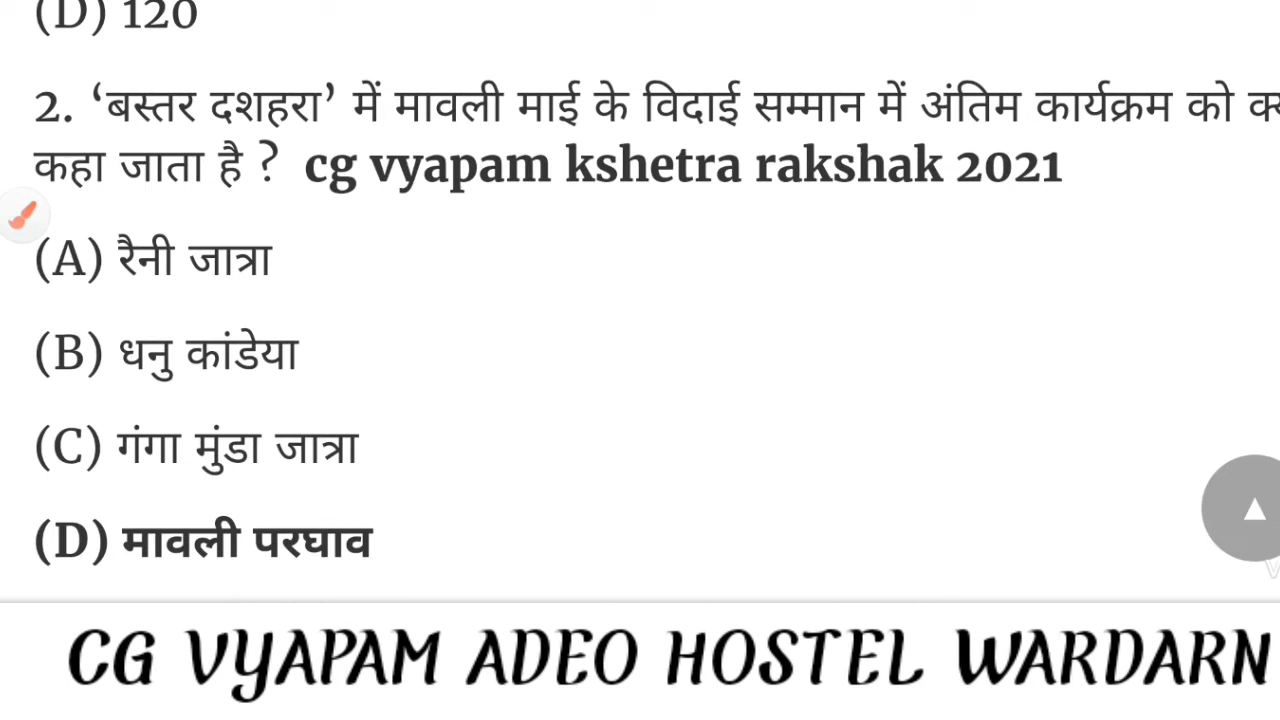 (D) 120
2. ‘बस्तर दशहरा’ में मावली माई के विदाई सम्मान में अंतिम कार्यक्रम को
कहा जाता है ? cg vyapam kshetra rakshak 2021
(A) रैनी जात्रा
(B) धनु कांडेया
(C) गंगा मुंडा जात्रा
(D) मावली परघाव
CG VYAPAM ADEO HOSTEL WARDARN